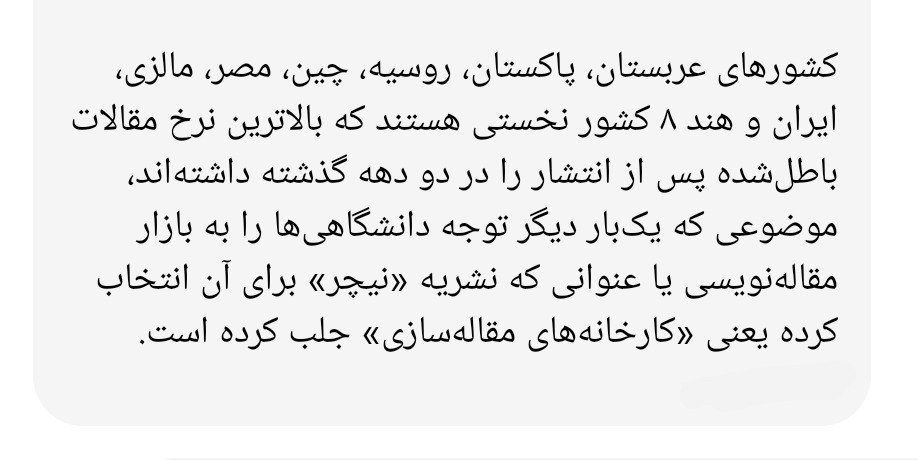 کشورهای عربستان، پاکستان، روسیه، چین، مصر، مالزی،
ایران و هند ۸ کشور نخستی هستند که بالاترین نرخ مقالات
باطل‌شده پس از انتشار را در دو دهه گذشته داشته‌اند،
موضوعی که یک‌بار دیگر توجه دانشگاهی‌ها را به بازار
مقاله‌نویسی یا عنوانی که نشریه «نیچر» برای آن انتخاب
کرده یعنی «کارخانه‌های مقاله‌سازی» جلب کرده است.